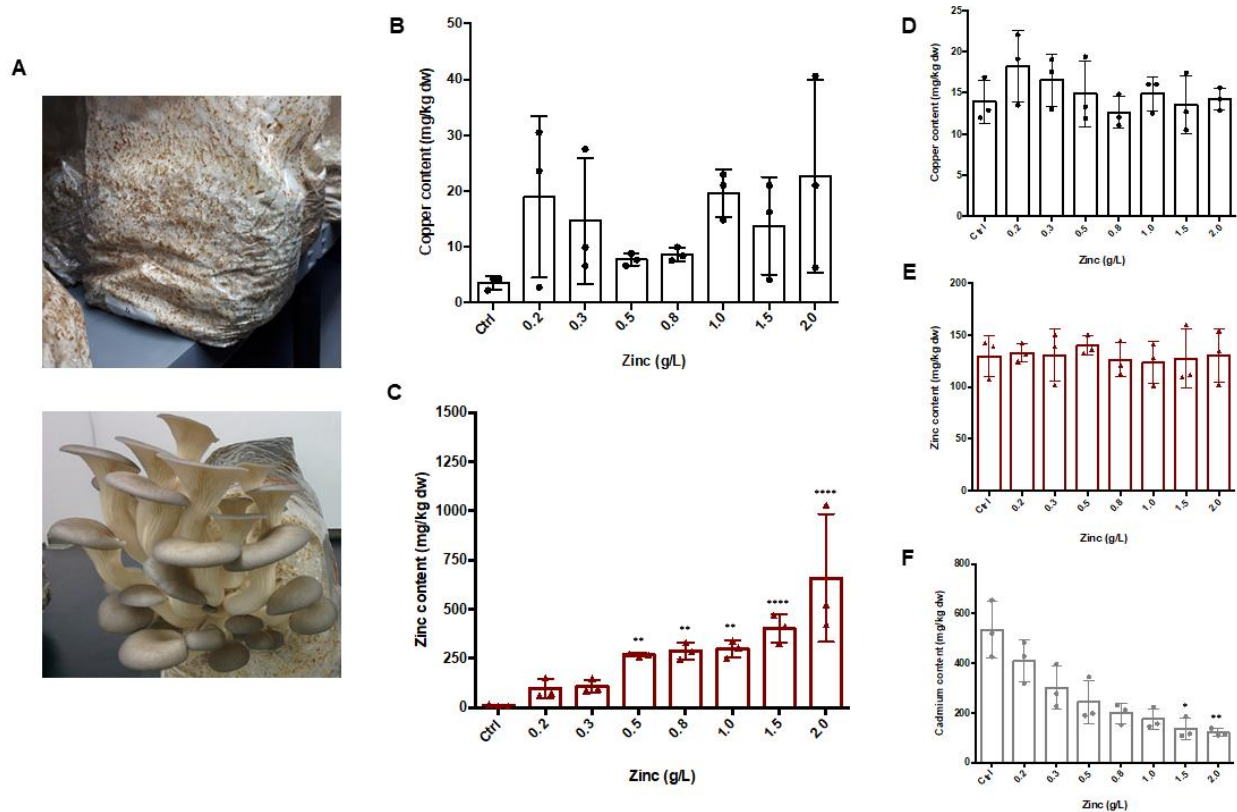 A
B
Copper content (mg/kg dw)
50
40
30
20
10
0
Ctrl 0.2 0.3 0.5 0.8 1.0 1.5 2.0
Zinc (g/L)
C
Zinc content (mg/kg dw)
1500
1250
1000
750
500
250
0
** ** ** **** ****
Ctrl 0.2 0.3 0.5 0.8 1.0 1.5 2.0
Zinc (g/L)
D
Copper content (mg/kg dw)
25
20
15
10
5
0
Ctrl 0.2 0.3 0.5 0.8 1.0 1.5 2.0
Zinc (g/L)
E
Zinc content (mg/kg dw)
200
150
100
50
0
Ctrl 0.2 0.3 0.5 0.8 1.0 1.5 2.0
Zinc (g/L)
F
Cadmium content (mg/kg dw)
800
600
400
200
0
* **
Ctrl 0.2 0.3 0.5 0.8 1.0 1.5 2.0
Zinc (g/L)